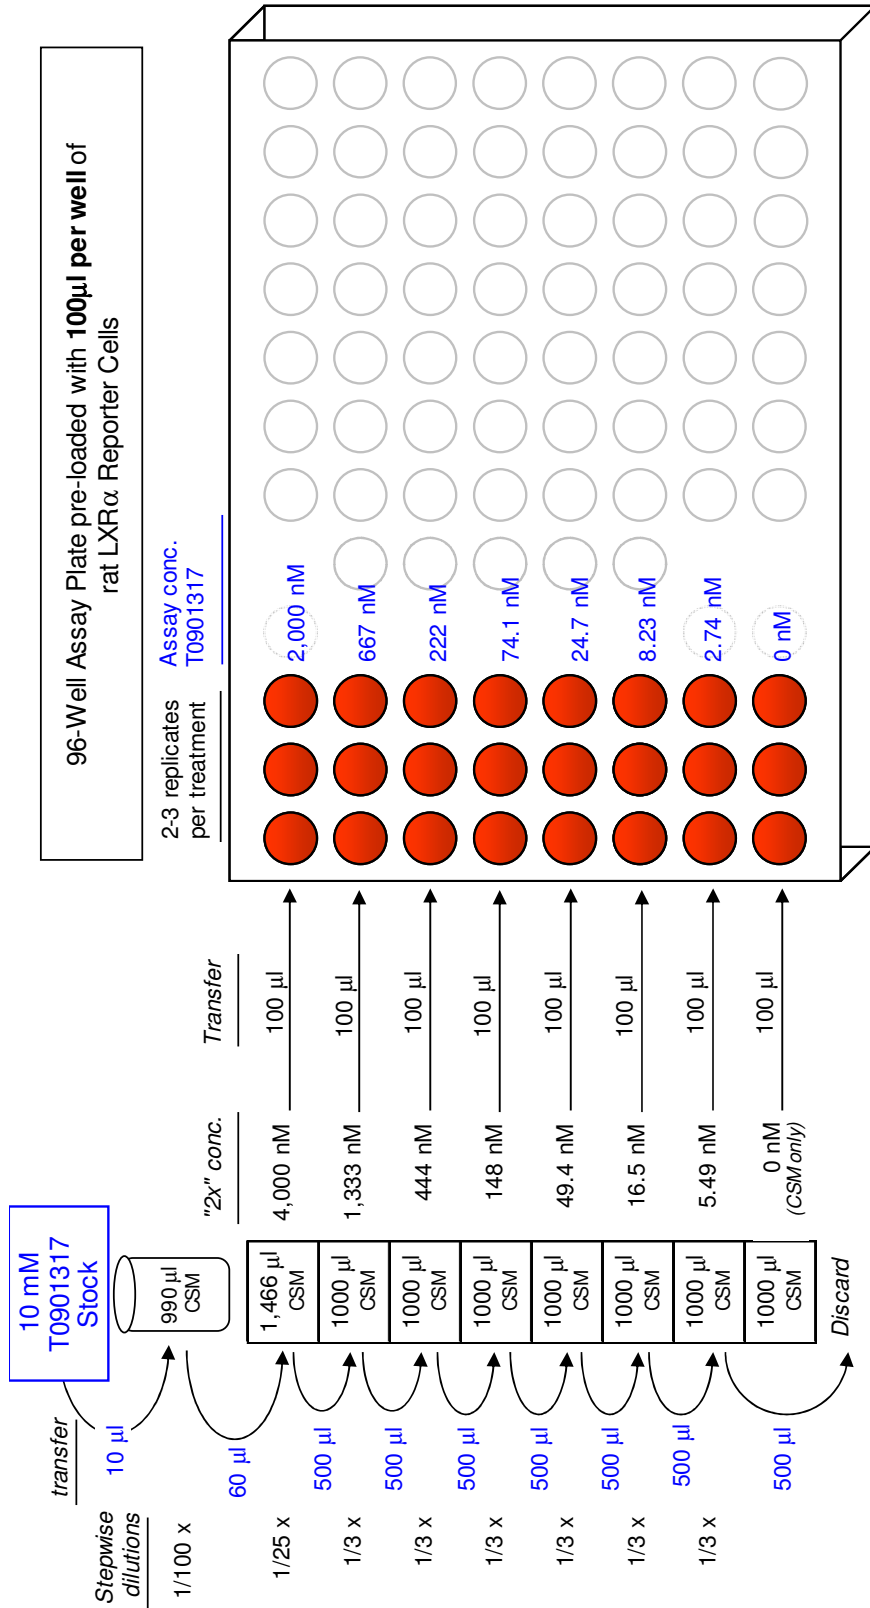 96-Well Assay Plate pre-loaded with 100µl per well of
rat LXRα Reporter Cells
10 mM
T0901317
Stock
Stepwise
dilutions
transfer
"2x" conc.
Transfer
2-3 replicates
per treatment
Assay conc.
T0901317
1/100 x
10 µl
990 µl
CSM
1/25 x
60 µl
1,466 µl
CSM
4,000 nM
100 µl
2,000 nM
1/3 x
500 µl
1000 µl
CSM
1,333 nM
100 µl
667 nM
1/3 x
500 µl
1000 µl
CSM
444 nM
100 µl
222 nM
1/3 x
500 µl
1000 µl
CSM
148 nM
100 µl
74.1 nM
1/3 x
500 µl
1000 µl
CSM
49.4 nM
100 µl
24.7 nM
1/3 x
500 µl
1000 µl
CSM
16.5 nM
100 µl
8.23 nM
1/3 x
500 µl
1000 µl
CSM
5.49 nM
100 µl
2.74 nM
500 µl
1000 µl
CSM
0 nM
(CSM only)
100 µl
0 nM
Discard